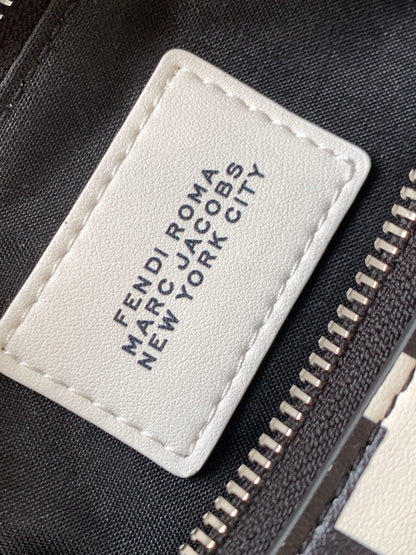 FENDI ROMA
MARC JACOBS
NEW YORK CITY